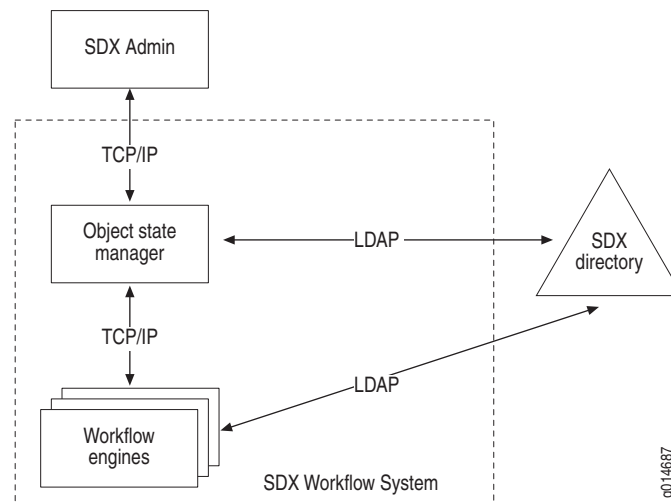 SDX Admin
TCP/IP
Object state
manager
LDAP
SDX
directory
TCP/IP
LDAP
Workflow
engines
SDX Workflow System
g014687